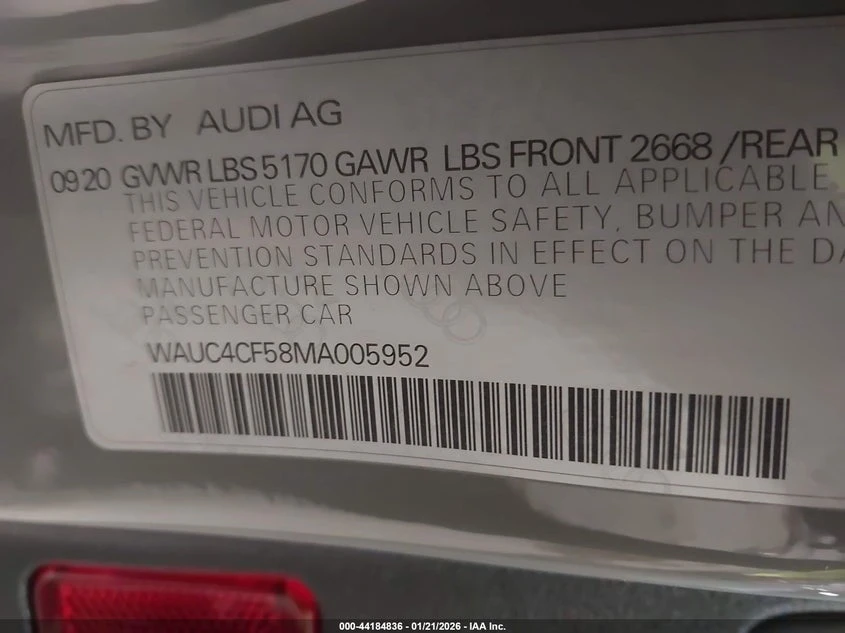 MFD. BY AUDI AG
09 20 GVWR LBS 5170 GAWR LBS FRONT 2668 /REAR
THIS VEHICLE CONFORMS TO ALL APPLICABLE
FEDERAL MOTOR VEHICLE SAFETY, BUMPER AN
PREVENTION STANDARDS IN EFFECT ON THE DA
MANUFACTURE SHOWN ABOVE
PASSENGER CAR
WAUC4CF58MA005952
000-44184836 - 01/21/2026 - IAA Inc.